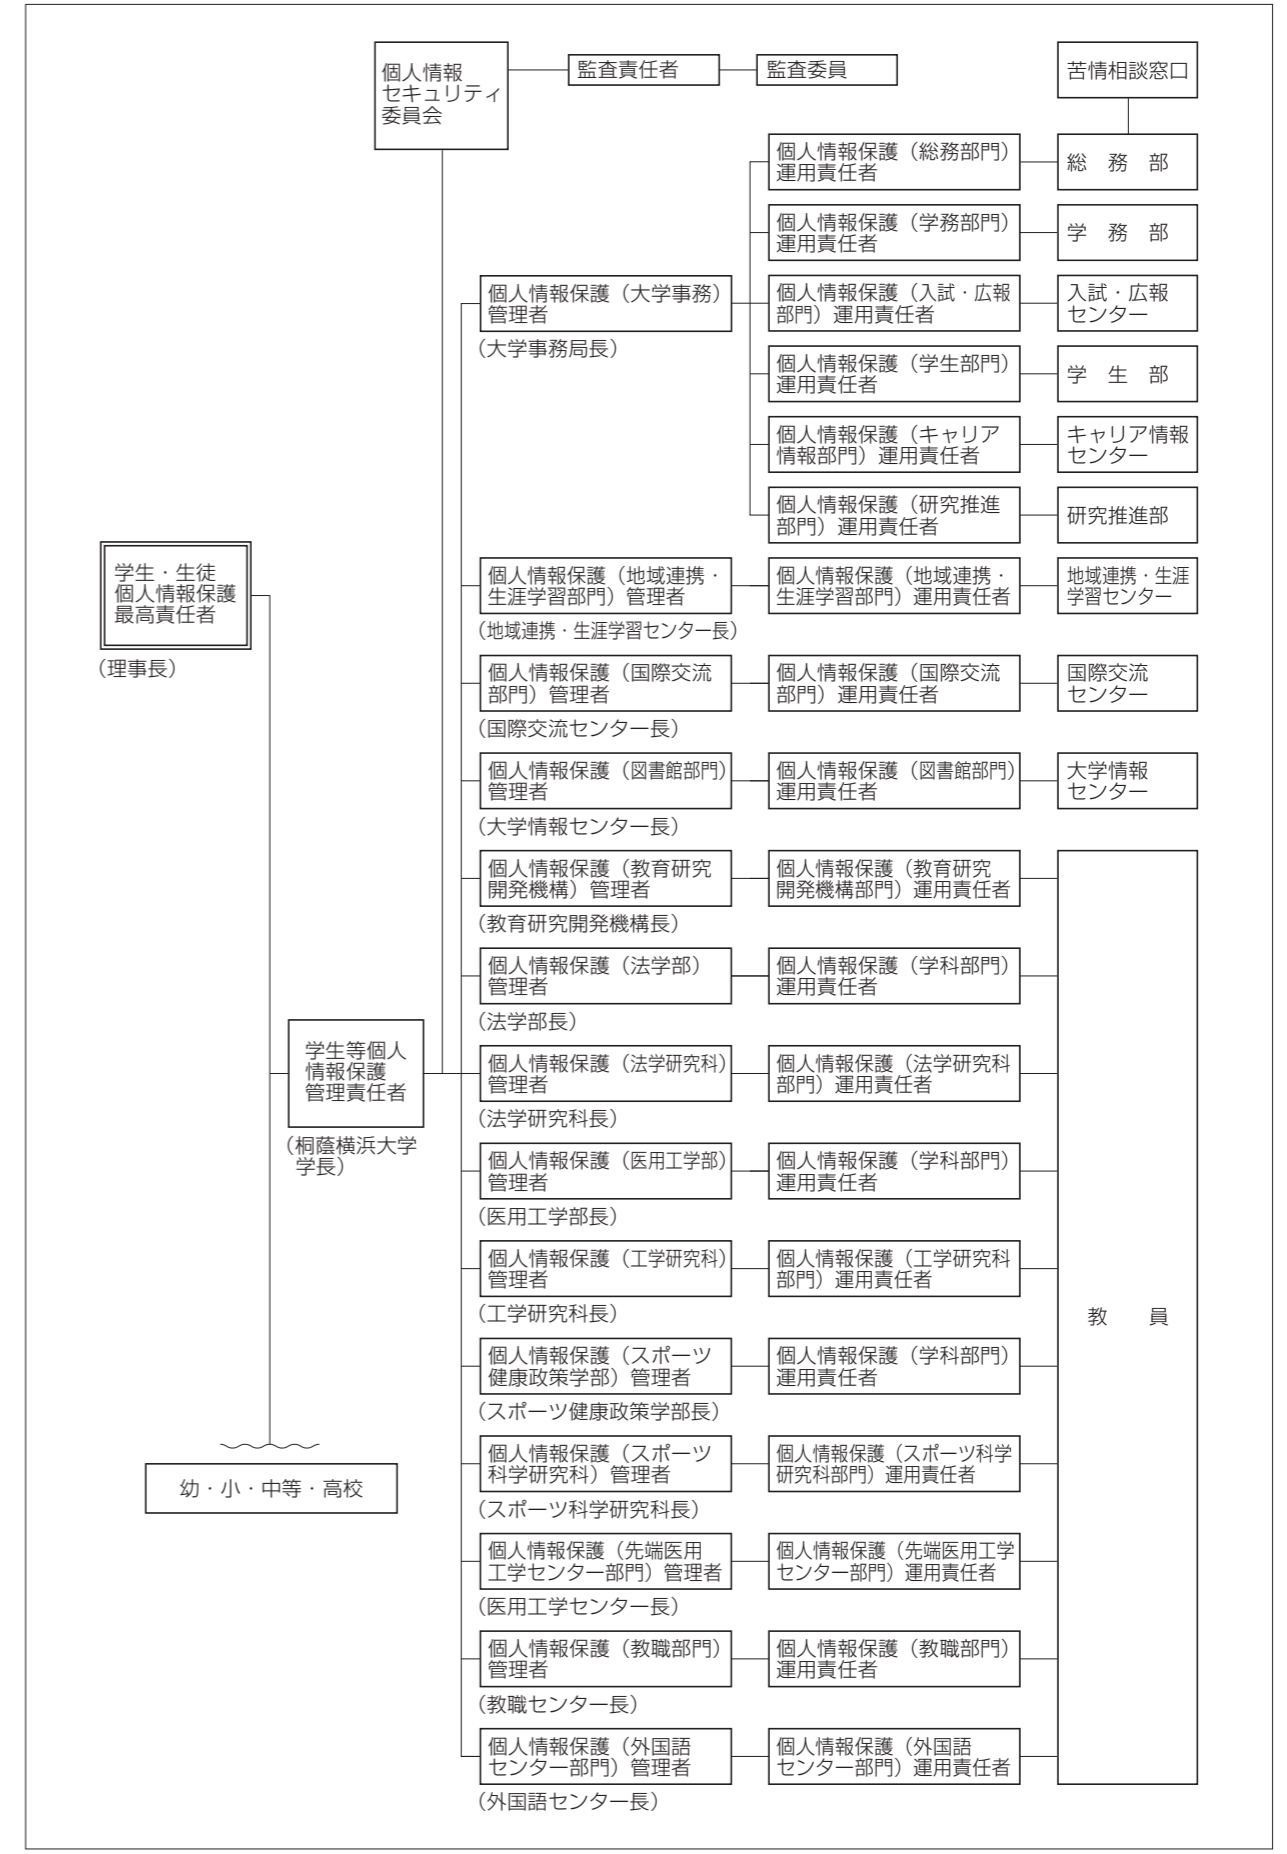 個人情報
セキュリティ
委員会
監査責任者
監査委員
苦情相談窓口
個人情報保護（総務部門）
運用責任者
総　務　部
個人情報保護（学務部門）
運用責任者
学　務　部
個人情報保護（大学事務）
管理者
（大学事務局長）
個人情報保護（入試・広報
部門）運用責任者
入試・広報
センター
個人情報保護（学生部門）
運用責任者
学　生　部
個人情報保護（キャリア
情報部門）運用責任者
キャリア情報
センター
個人情報保護（研究推進
部門）運用責任者
研究推進部
学生・生徒
個人情報保護
最高責任者
（理事長）
個人情報保護（地域連携・
生涯学習部門）管理者
（地域連携・生涯学習センター長）
個人情報保護（地域連携・
生涯学習部門）運用責任者
地域連携・生涯
学習センター
個人情報保護（国際交流
部門）管理者
（国際交流センター長）
個人情報保護（国際交流
部門）運用責任者
国際交流
センター
個人情報保護（図書館部門）
管理者
（大学情報センター長）
個人情報保護（図書館部門）
運用責任者
大学情報
センター
個人情報保護（教育研究
開発機構）管理者
（教育研究開発機構長）
個人情報保護（教育研究
開発機構部門）運用責任者
個人情報保護（法学部）
管理者
（法学部長）
個人情報保護（学科部門）
運用責任者
学生等個人
情報保護
管理責任者
（桐蔭横浜大学
学長）
個人情報保護（法学研究科）
管理者
（法学研究科長）
個人情報保護（法学研究科
部門）運用責任者
個人情報保護（医用工学部）
管理者
（医用工学部長）
個人情報保護（学科部門）
運用責任者
個人情報保護（工学研究科）
管理者
（工学研究科長）
個人情報保護（工学研究科
部門）運用責任者
教　　員
個人情報保護（スポーツ
健康政策学部）管理者
（スポーツ健康政策学部長）
個人情報保護（学科部門）
運用責任者
幼・小・中等・高校
個人情報保護（スポーツ
科学研究科）管理者
（スポーツ科学研究科長）
個人情報保護（スポーツ科学
研究科部門）運用責任者
個人情報保護（先端医用
工学センター部門）管理者
（医用工学センター長）
個人情報保護（先端医用工学
センター部門）運用責任者
個人情報保護（教職部門）
管理者
（教職センター長）
個人情報保護（教職部門）
運用責任者
個人情報保護（外国語
センター部門）管理者
（外国語センター長）
個人情報保護（外国語
センター部門）運用責任者